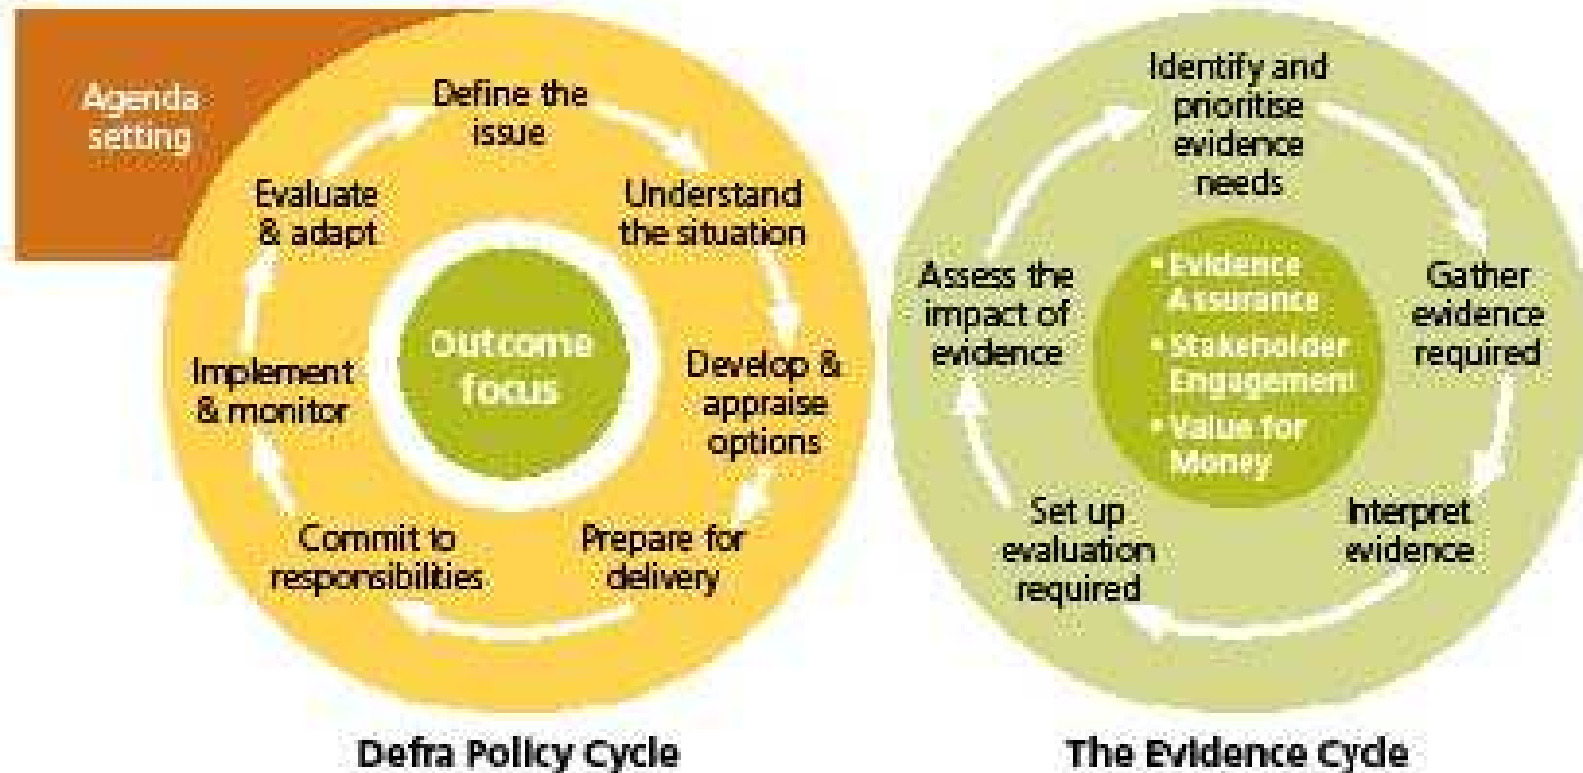 Agenda
setting
Define the
issue
Understand
the situation
Develop &
appraise
options
Prepare for
delivery
Commit to
responsibilities
Implement
& monitor
Evaluate
& adapt
Outcome
focus
Defra Policy Cycle
Identify and
prioritise
evidence
needs
Gather
evidence
required
Interpret
evidence
Set up
evaluation
required
Assess the
impact of
evidence
• Evidence
Assurance
• Stakeholder
Engagement
• Value for
Money
The Evidence Cycle